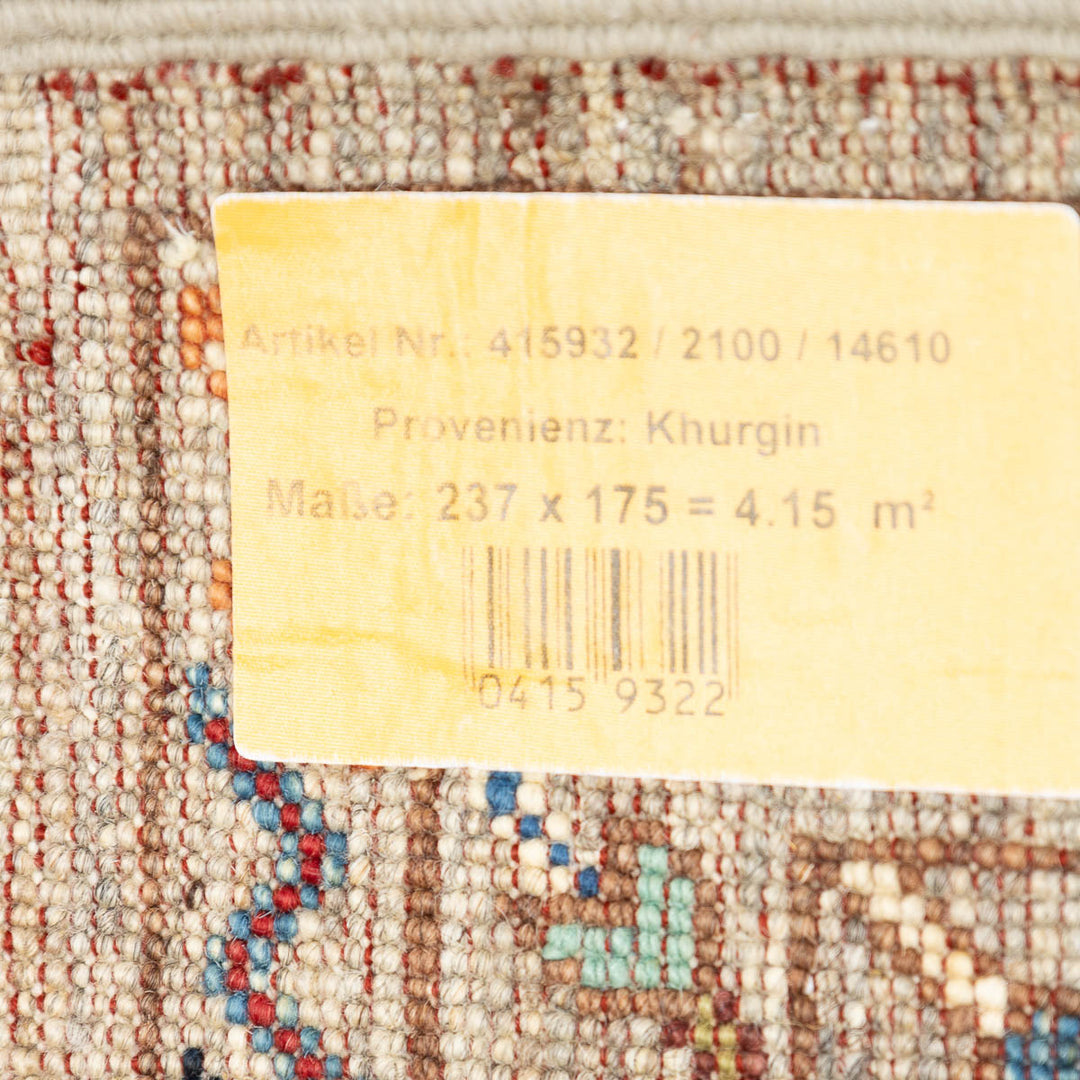 Artikel Nr.: 415932 / 2100 / 14610
Provenienz: Khurgin
Maße: 237 x 175 = 4.15 m²
0415 9322